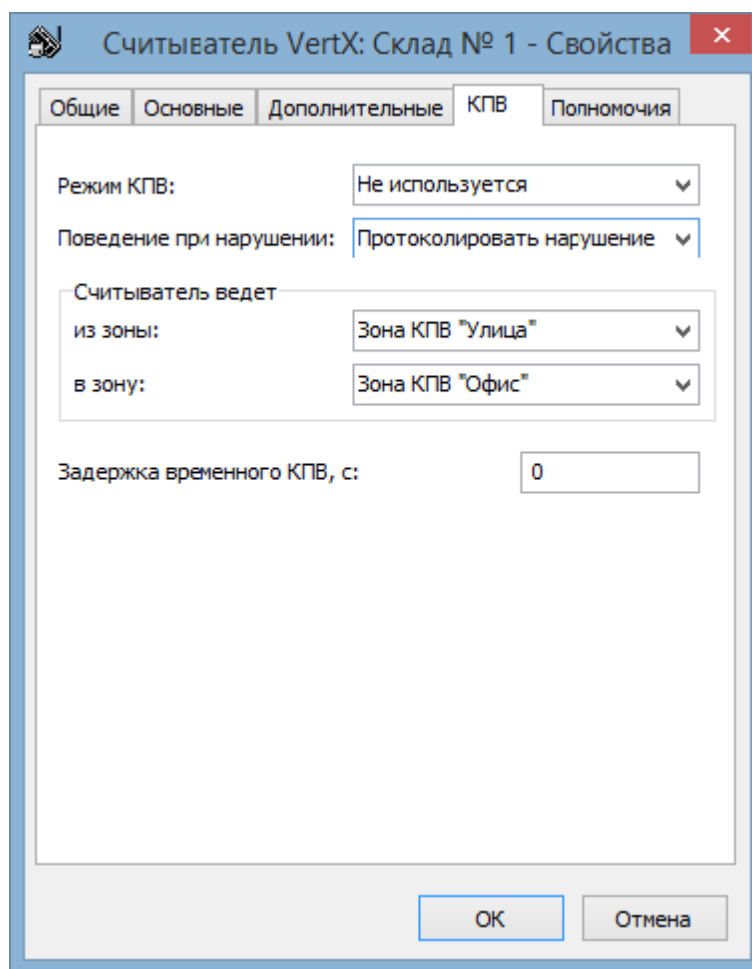 Считыватель VertX: Склад № 1 - Свойства
Общие Основные Дополнительные КПВ Полномочия
Режим КПВ: Не используется
Поведение при нарушении: Протоколировать нарушение
Считыватель ведет
из зоны: Зона КПВ "Улица"
в зону: Зона КПВ "Офис"
Задержка временного КПВ, с: 0
ОК Отмена